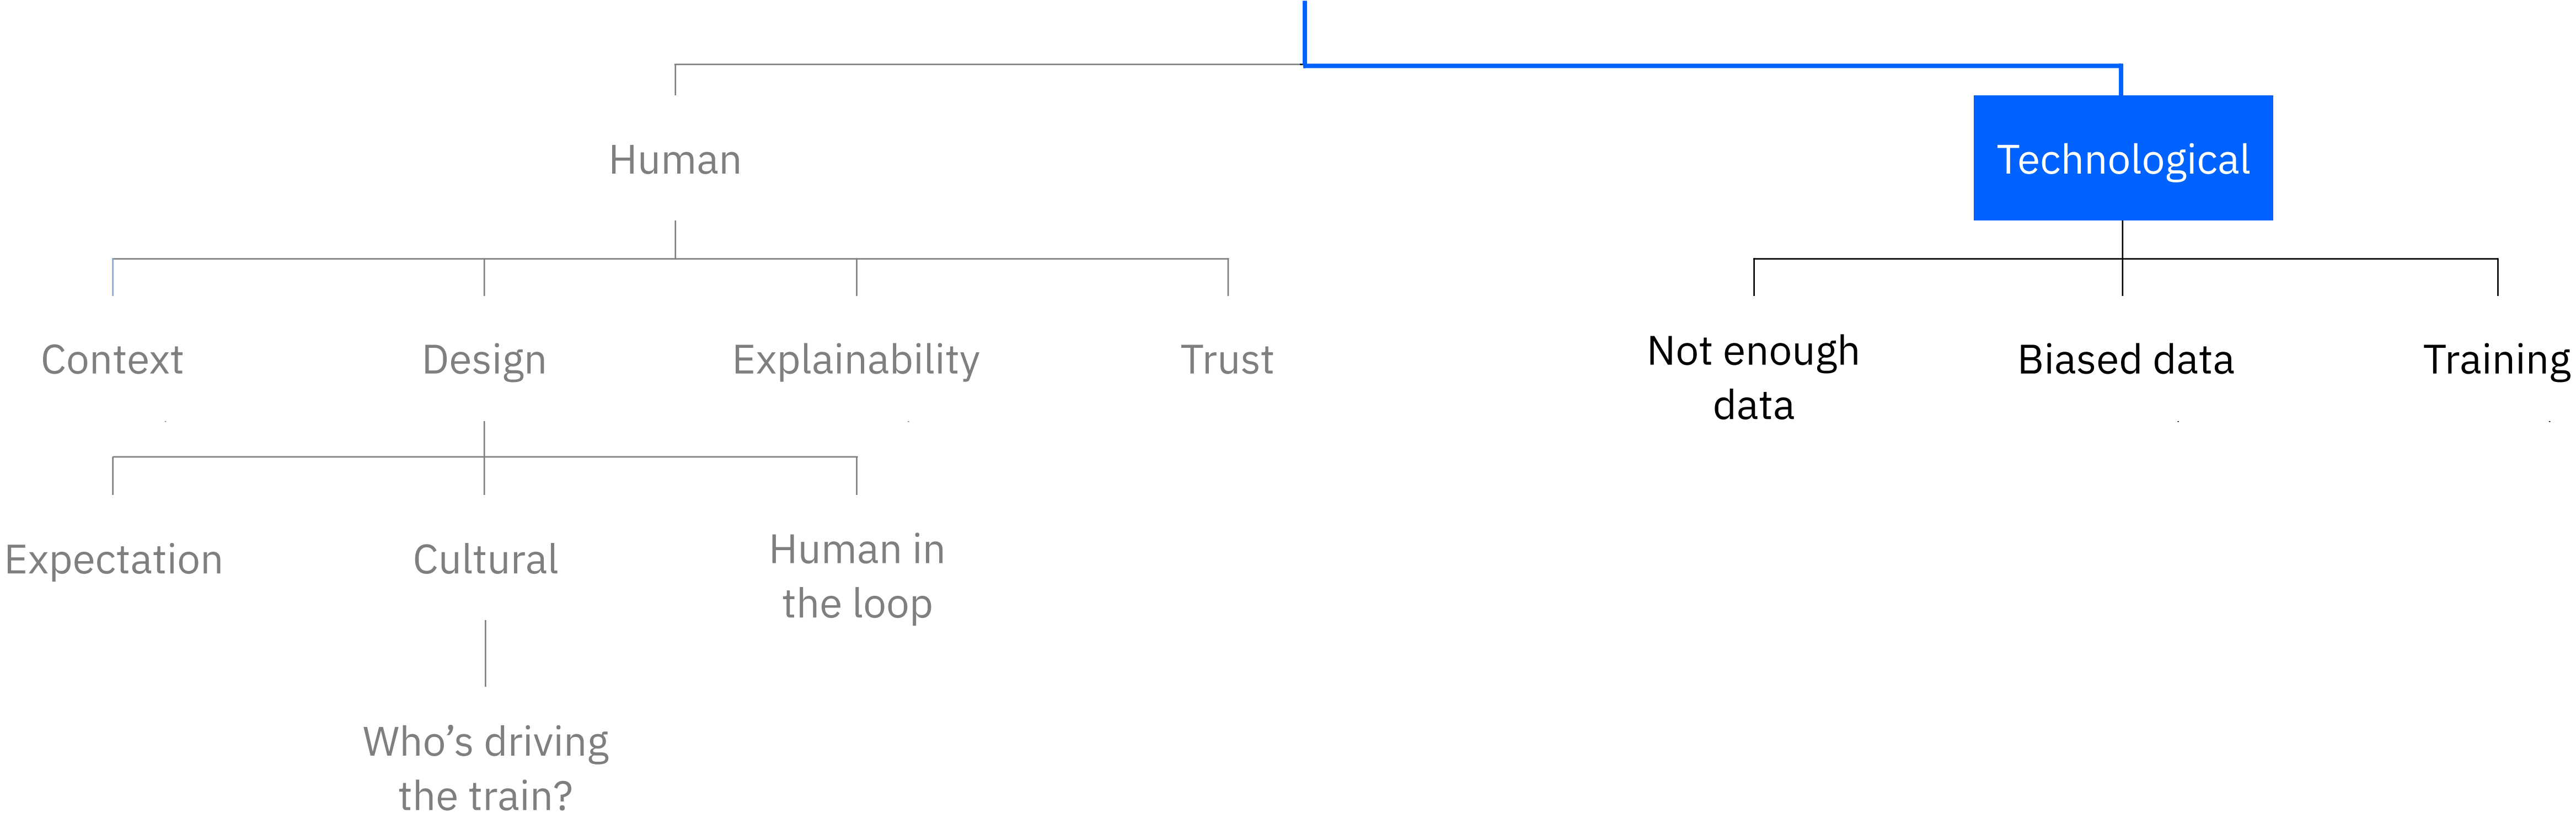 Human
Technological
Context
Design
Explainability
Trust
Not enough
data
Biased data
Training
Expectation
Cultural
Human in
the loop
Who’s driving
the train?